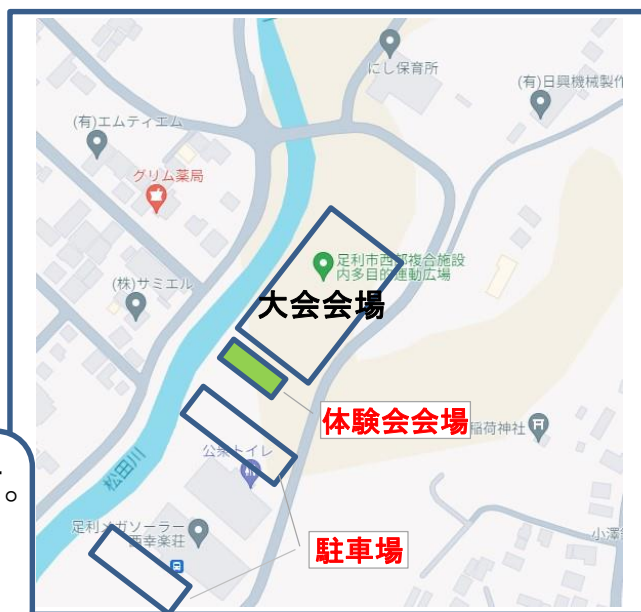 にし保育所
(有)日興機械製作
(有)エムティエム
グリム薬局
足利市西部複合施設
内多目的運動広場
(株)サミエル
大会会場
体験会会場
稲荷神社
公衆トイレ
松田川
。
足利メガソーラー
西幸楽荘
駐車場
小澤